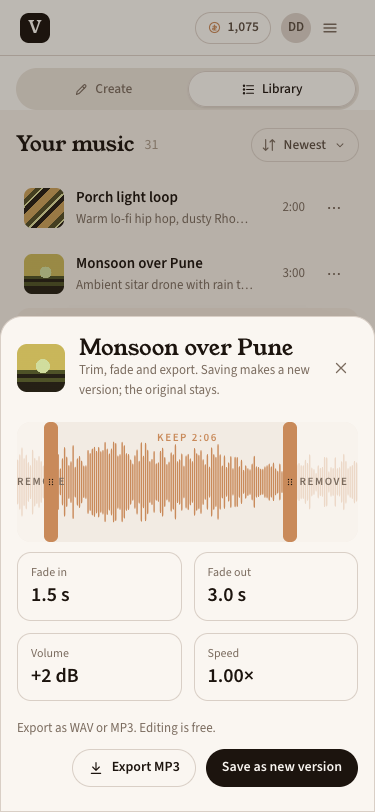 V
1,075
DD
Create
Library
Your music 31
Newest
Porch light loop
Warm lo-fi hip hop, dusty Rho…
2:00
Monsoon over Pune
Ambient sitar drone with rain t…
3:00
Monsoon over Pune
Trim, fade and export. Saving makes a new
version; the original stays.
KEEP 2:06
REMOVE
REMOVE
Fade in
1.5 s
Fade out
3.0 s
Volume
+2 dB
Speed
1.00×
Export as WAV or MP3. Editing is free.
Export MP3
Save as new version